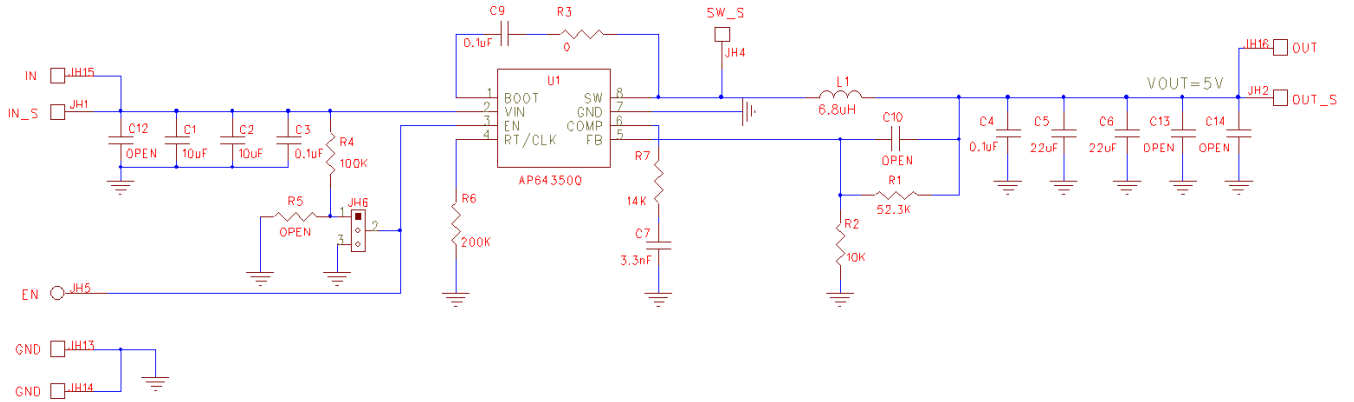 C9
0.1uF
R3
0
SW_S
JH4
IN
JH15
IN_S
JH1
C12
OPEN
C1
10uF
C2
10uF
C3
0.1uF
R4
100K
R5
OPEN
JH6
1
2
3
EN
JH5
GND
JH13
GND
JH14
U1
1 BOOT
2 VIN
3 EN
4 RT/CLK
SW 8
GND 7
COMP 6
FB 5
AP64350Q
R6
200K
R7
14K
C7
3.3nF
L1
6.8uH
C10
OPEN
R1
52.3K
R2
10K
C4
0.1uF
C5
22uF
C6
22uF
C13
OPEN
C14
OPEN
VOUT=5V
JH16
OUT
JH2
OUT_S